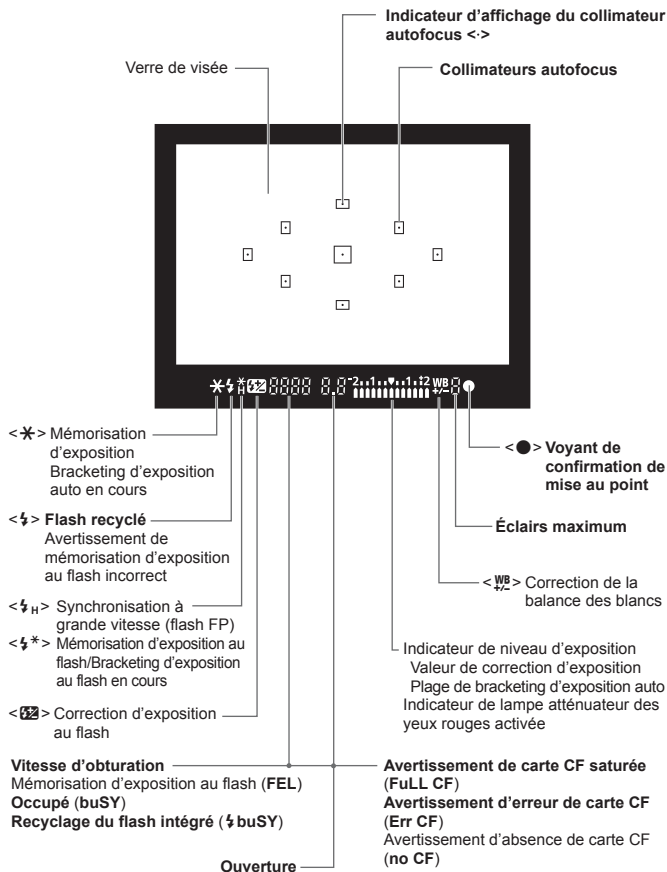 Indicateur d'affichage du collimateur
autofocus <·>
Verre de visée
Collimateurs autofocus
-2..1..▼..1.‡2 WB +/-
<✱> Mémorisation
d'exposition
Bracketing d'exposition
auto en cours
<⚡> Flash recyclé
Avertissement de
mémorisation d'exposition
au flash incorrect
<⚡H> Synchronisation à
grande vitesse (flash FP)
<⚡*> Mémorisation d'exposition au
flash/Bracketing d'exposition
au flash en cours
< > Correction d'exposition
au flash
<●> Voyant de
confirmation de
mise au point
Éclairs maximum
<WB +/-> Correction de la
balance des blancs
Indicateur de niveau d'exposition
Valeur de correction d'exposition
Plage de bracketing d'exposition auto
Indicateur de lampe atténuateur des
yeux rouges activée
Vitesse d'obturation
Mémorisation d'exposition au flash (FEL)
Occupé (buSY)
Recyclage du flash intégré (⚡buSY)
Avertissement de carte CF saturée
(FuLL CF)
Avertissement d'erreur de carte CF
(Err CF)
Avertissement d'absence de carte CF
(no CF)
Ouverture